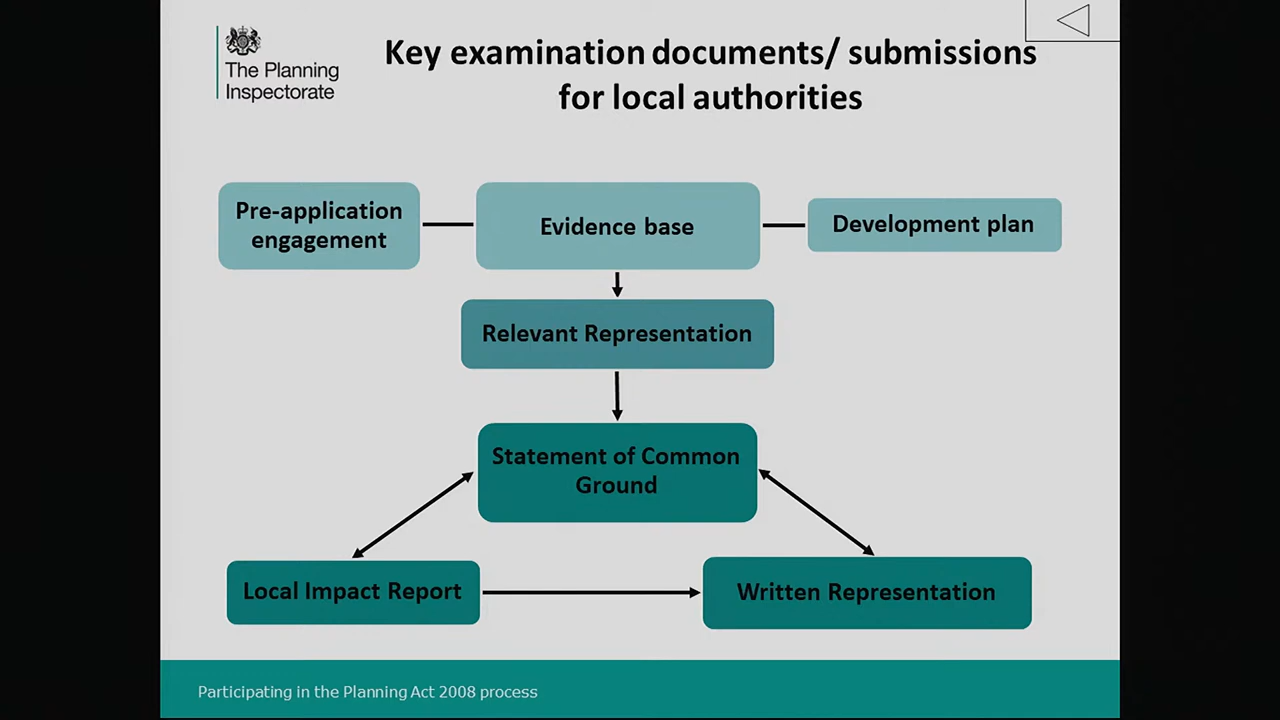 The Planning
Inspectorate
Key examination documents/ submissions
for local authorities
Pre-application
engagement
Evidence base
Development plan
Relevant Representation
Statement of Common
Ground
Local Impact Report
Written Representation
Participating in the Planning Act 2008 process